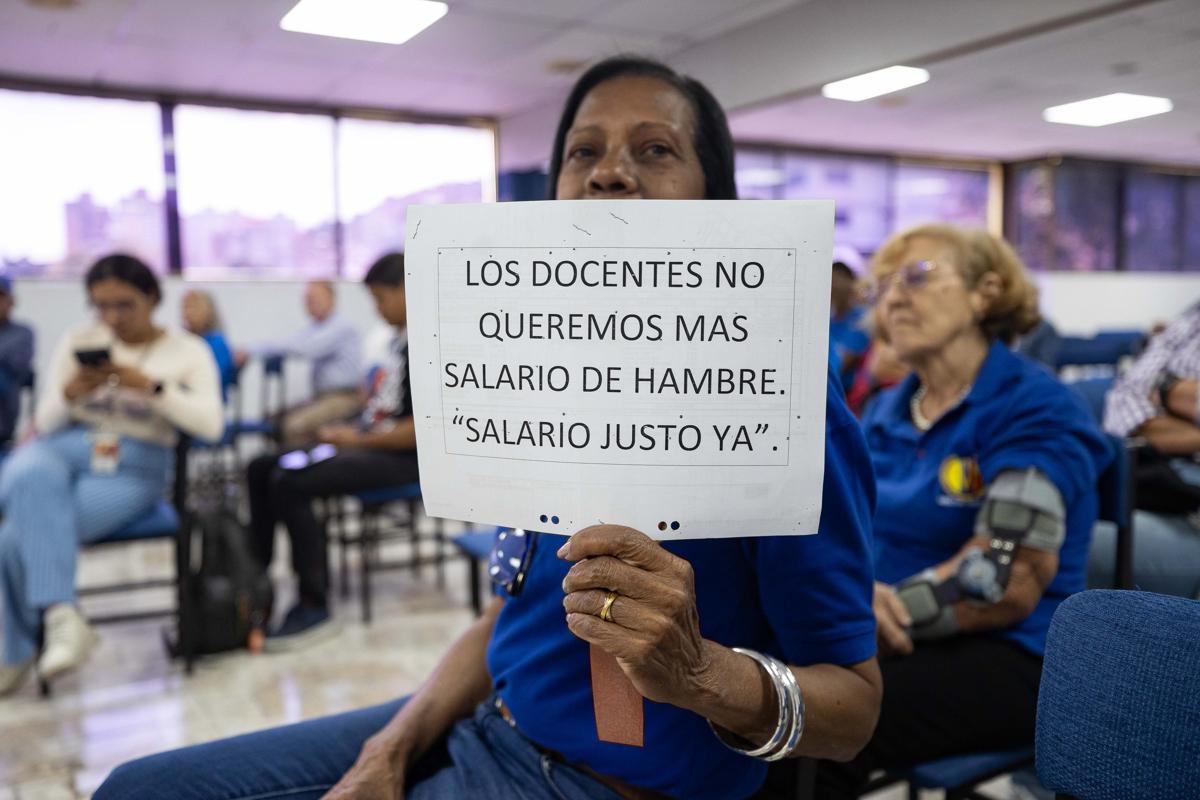 LOS DOCENTES NO
QUEREMOS MAS
SALARIO DE HAMBRE.
“SALARIO JUSTO YA”.